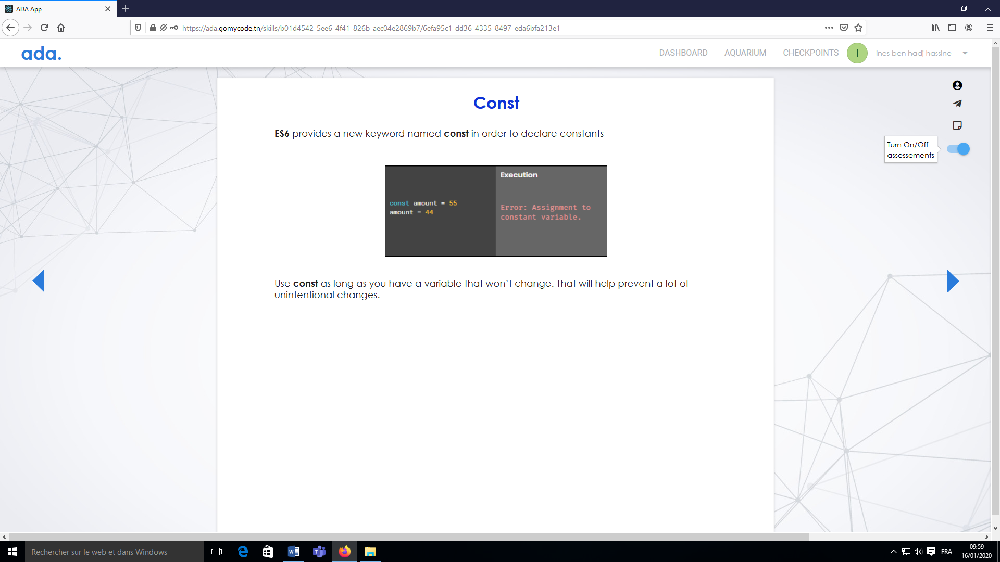 ADA App
https://ada.gomycode.tn/skills/b01d4542-5ee6-4f41-826b-aec04e2869b7/6efa95c1-dd36-4335-8497-eda6bfa213e1
ada.
DASHBOARD
AQUARIUM
CHECKPOINTS
I
ines ben hadj hassine
Const
ES6 provides a new keyword named const in order to declare constants
Turn On/Off
assessements
Execution
const amount = 55
amount = 44
Error: Assignment to
constant variable.
Use const as long as you have a variable that won’t change. That will help prevent a lot of
unintentional changes.
Rechercher sur le web et dans Windows
FRA
09:59
16/01/2020